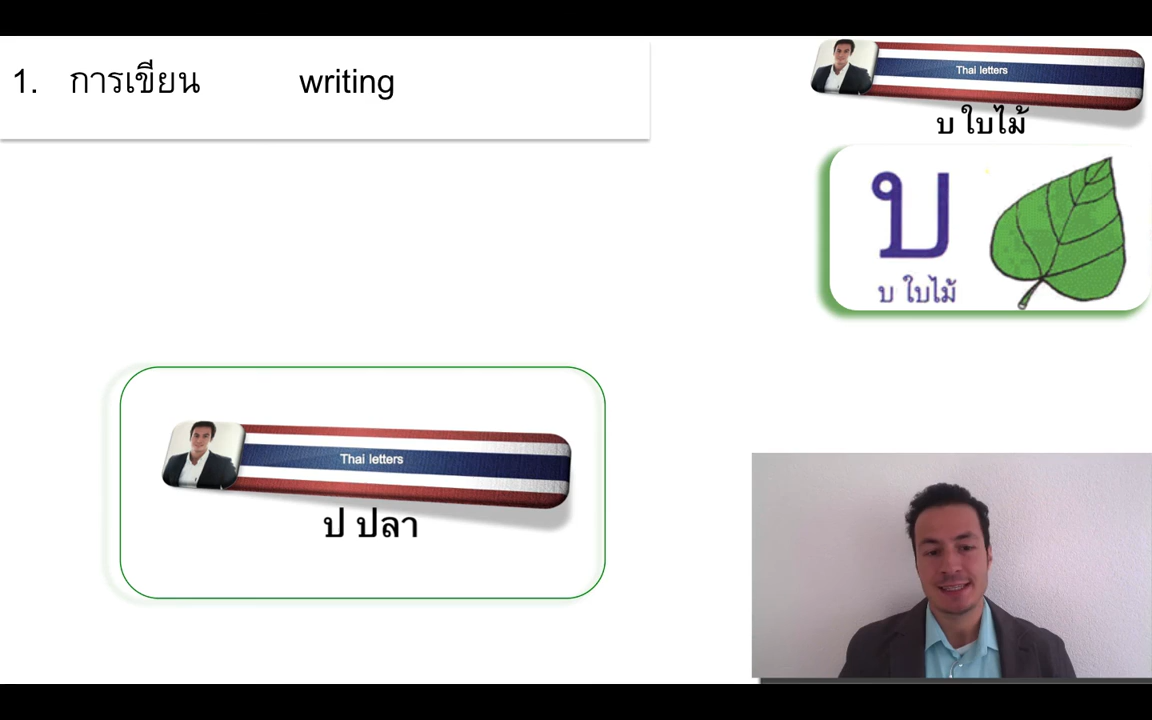 1. การเขียน writing
Thai letters
บ ใบไม้
บ
บ ใบไม้
Thai letters
ป ปลา